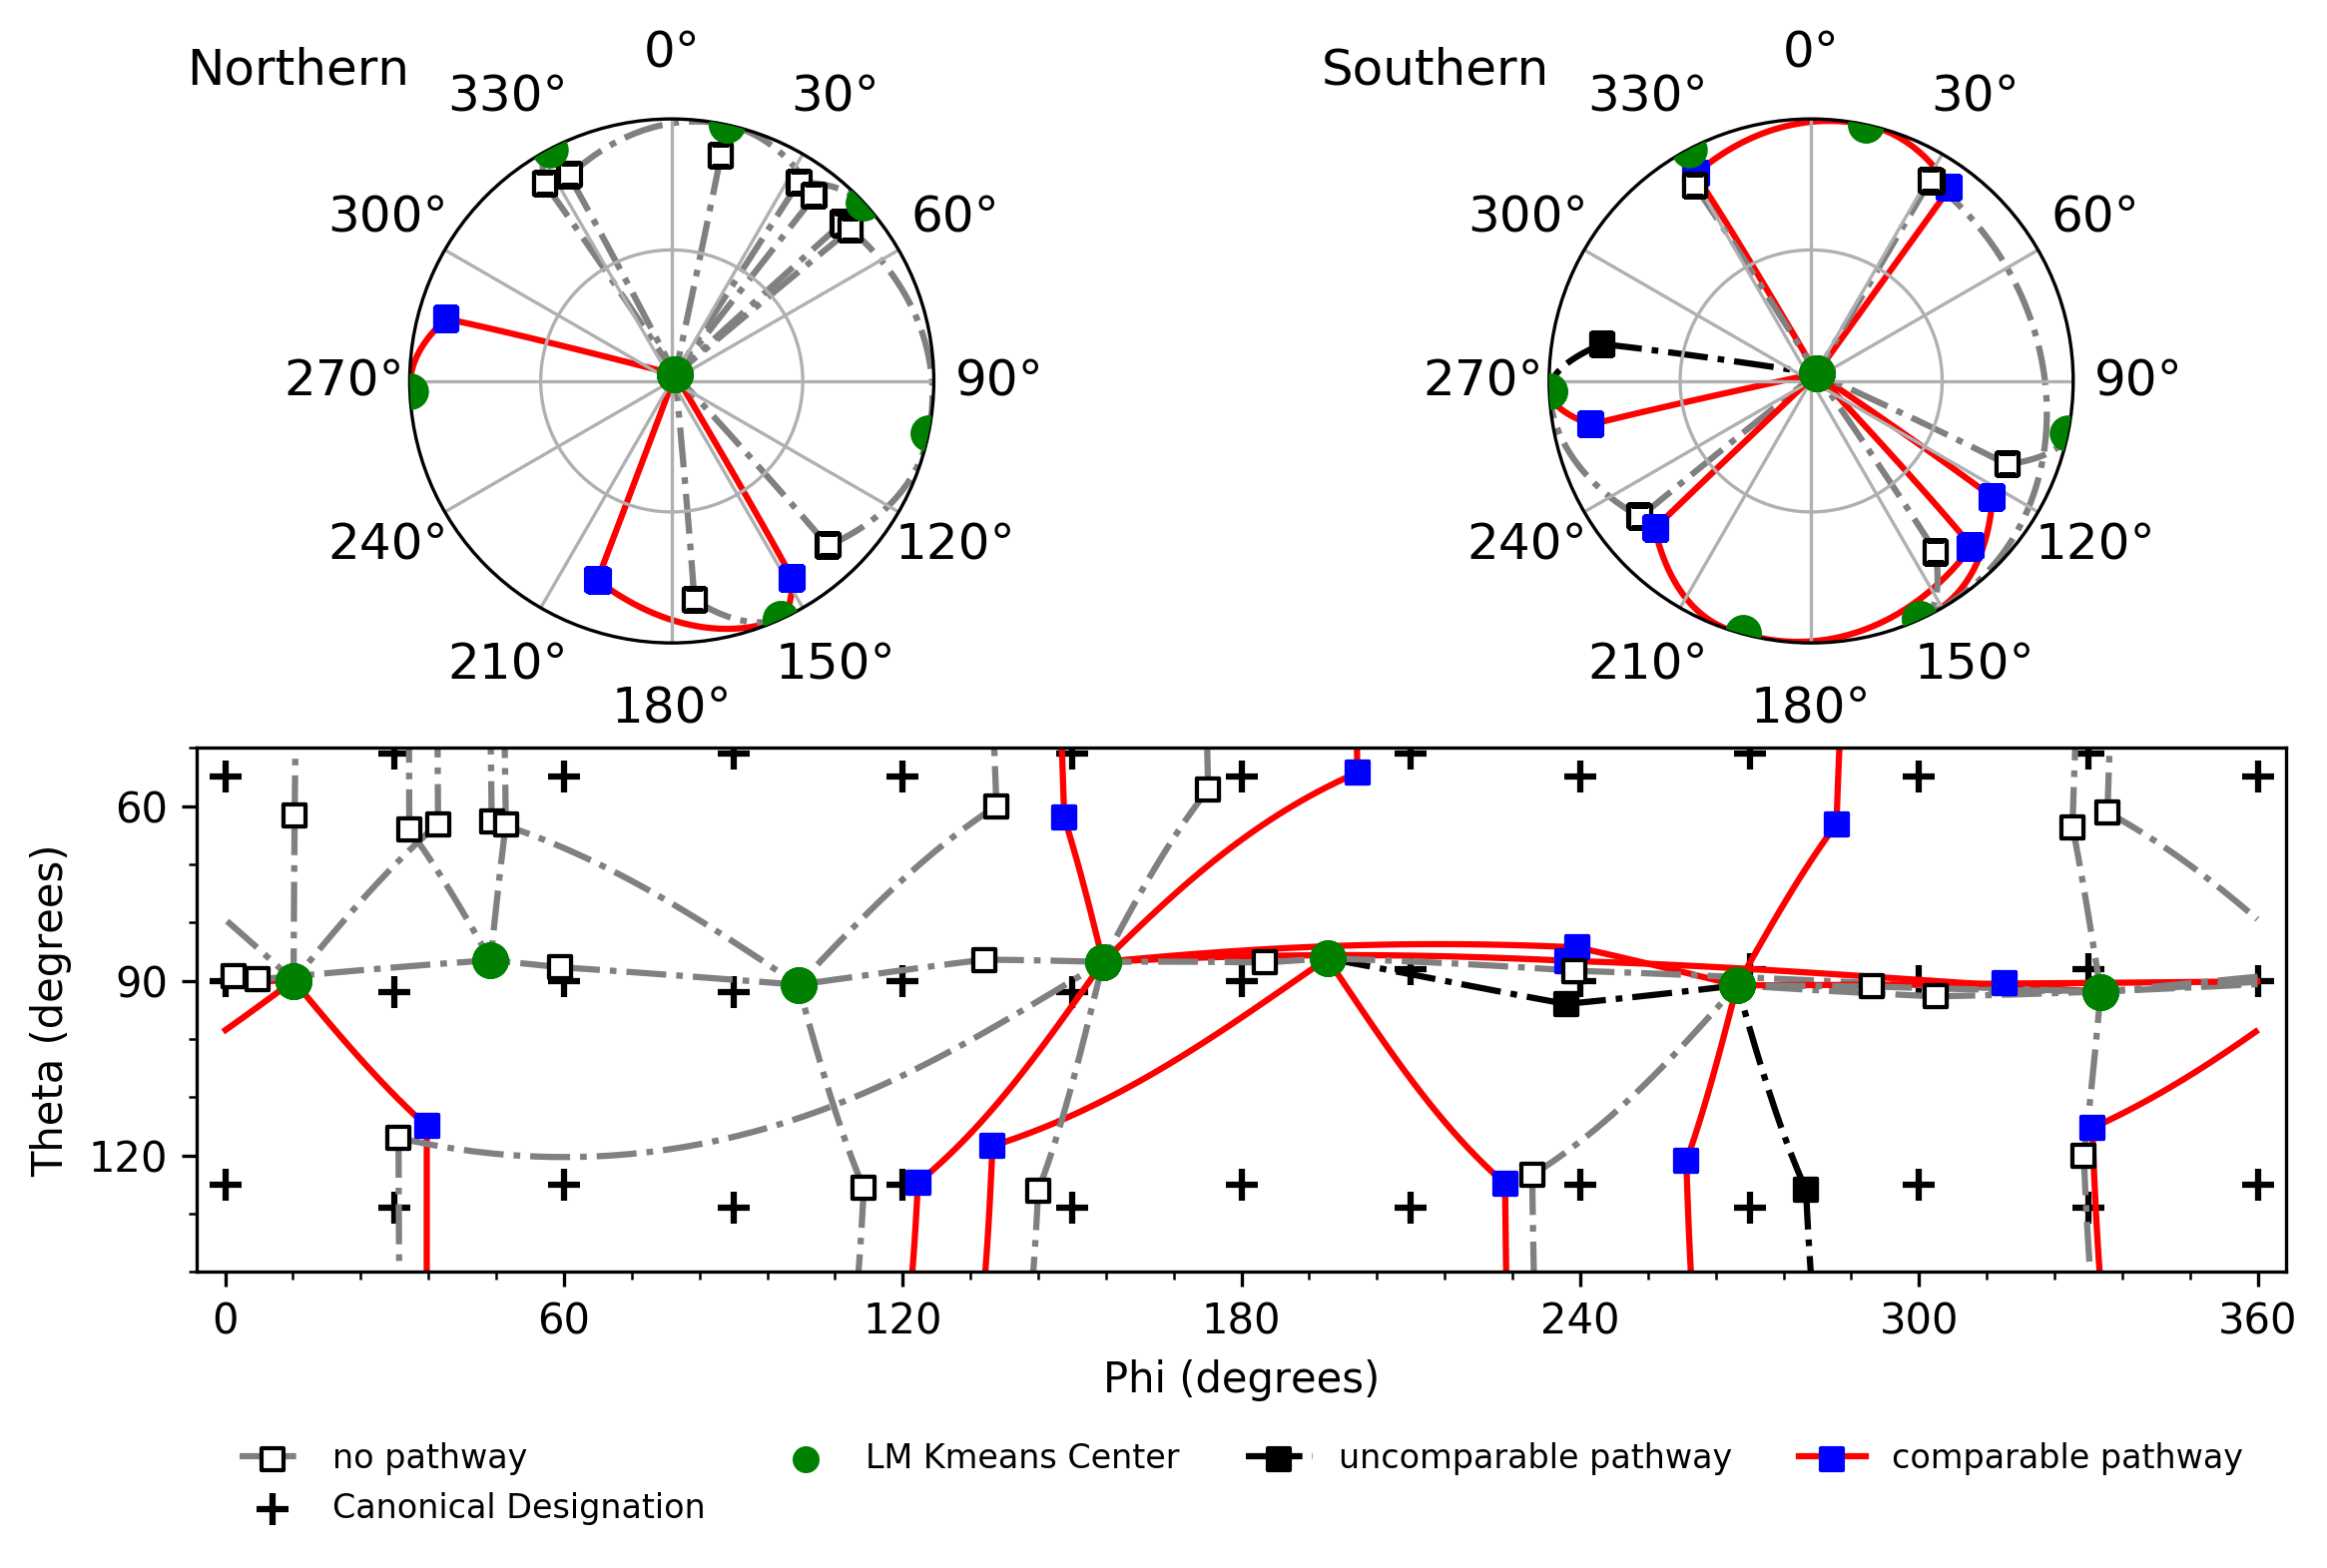 Northern
0°
330°
30°
300°
60°
270°
90°
240°
120°
210°
150°
180°
Southern
0°
330°
30°
300°
60°
270°
90°
240°
120°
210°
150°
180°
Theta (degrees)
60
90
120
0 60 120 180 240 300 360
Phi (degrees)
no pathway
LM Kmeans Center
uncomparable pathway
comparable pathway
Canonical Designation